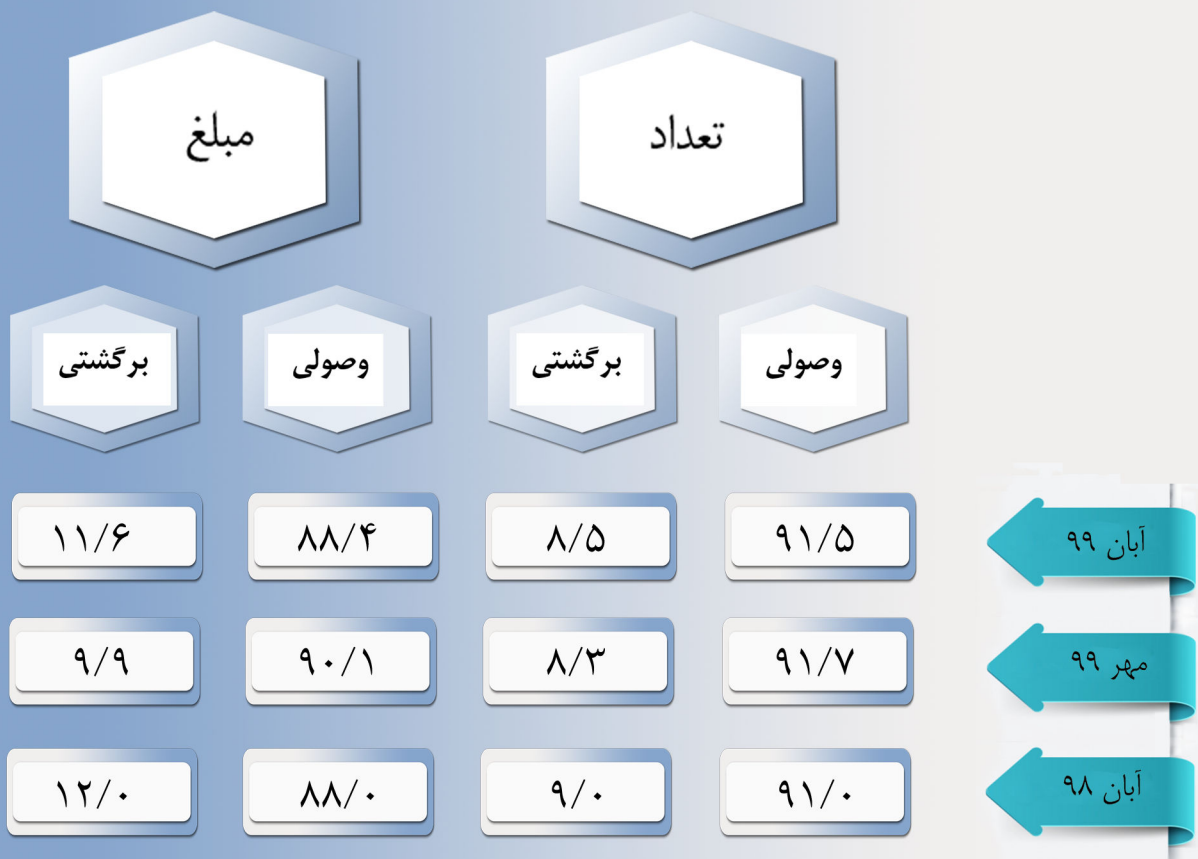 تعداد مبلغ
وصولی برگشتی وصولی برگشتی
آبان ۹۹ ۹۱/۵ ۸/۵ ۸۸/۴ ۱۱/۶
مهر ۹۹ ۹۱/۷ ۸/۳ ۹۰/۱ ۹/۹
آبان ۹۸ ۹۱/۰ ۹/۰ ۸۸/۰ ۱۲/۰